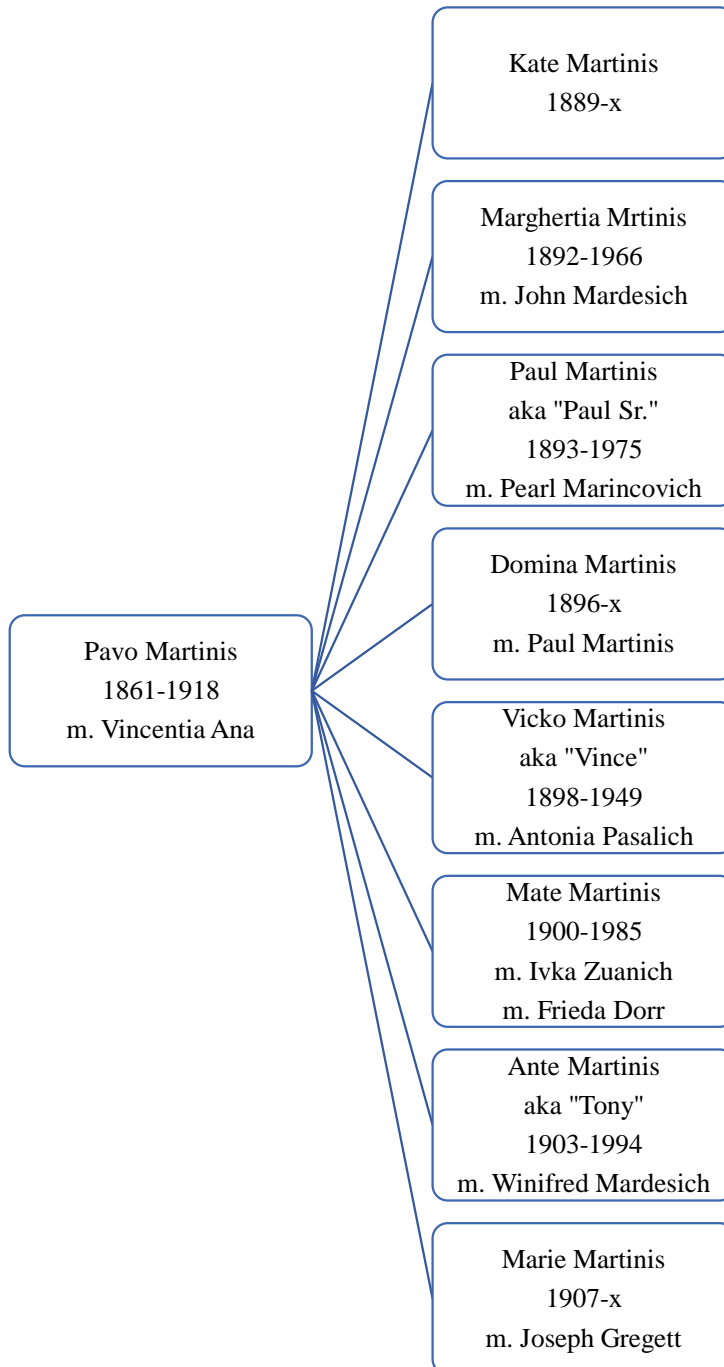 Kate Martinis
1889-x
Marghertia Mrtinis
1892-1966
m. John Mardesich
Paul Martinis
aka "Paul Sr."
1893-1975
m. Pearl Marincovich
Domina Martinis
1896-x
m. Paul Martinis
Pavo Martinis
1861-1918
m. Vincentia Ana
Vicko Martinis
aka "Vince"
1898-1949
m. Antonia Pasalich
Mate Martinis
1900-1985
m. Ivka Zuanich
m. Frieda Dorr
Ante Martinis
aka "Tony"
1903-1994
m. Winifred Mardesich
Marie Martinis
1907-x
m. Joseph Gregett